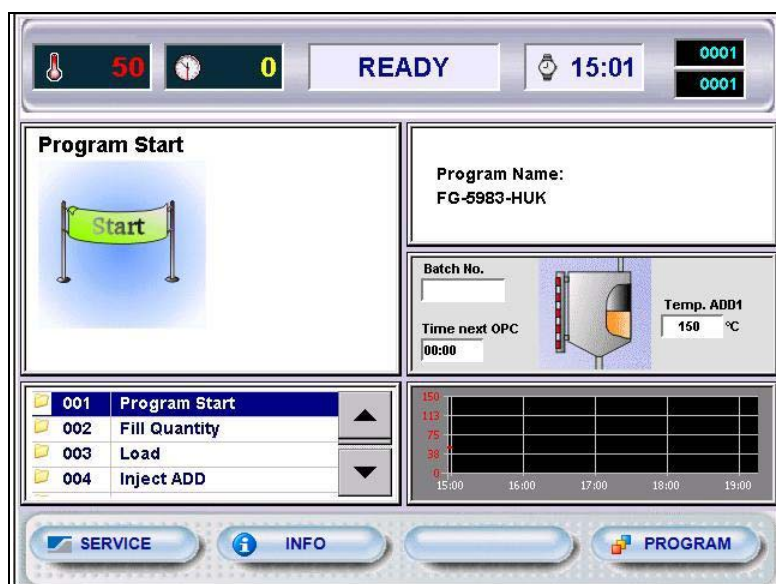 50
0
READY
15:01
0001
0001
Program Start
Start
Program Name:
FG-5983-HUK
Batch No.
Time next OPC
00:00
Temp. ADD1
150 °C
001 Program Start
002 Fill Quantity
003 Load
004 Inject ADD
150
113
75
38
0
15:00 16:00 17:00 18:00 19:00
SERVICE
INFO
PROGRAM